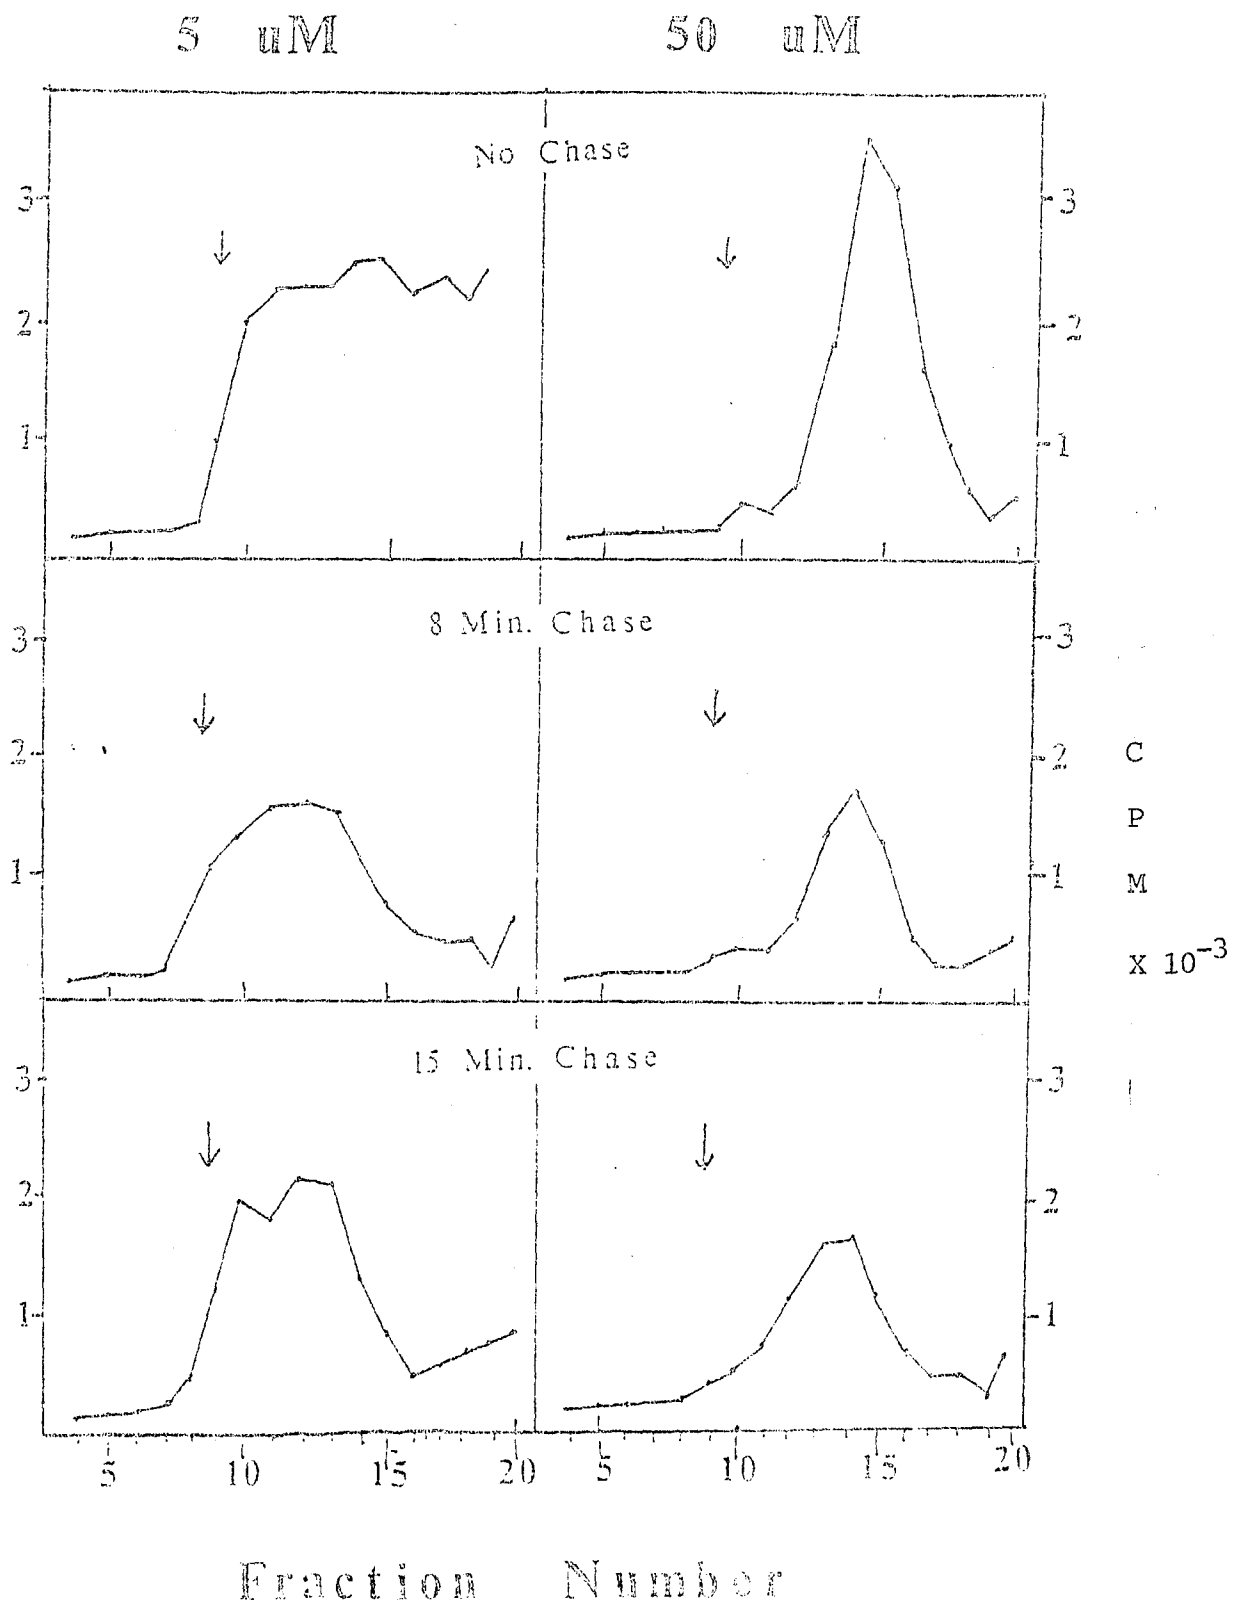 5 uM 50 uM
No Chase
3 3
2 2
1 1
8 Min. Chase
3 3
2 2 C
P
1 1 M
X 10-3
15 Min. Chase
3 3
2 2
1 1
5 10 15 20 5 10 15 20
Fraction Number